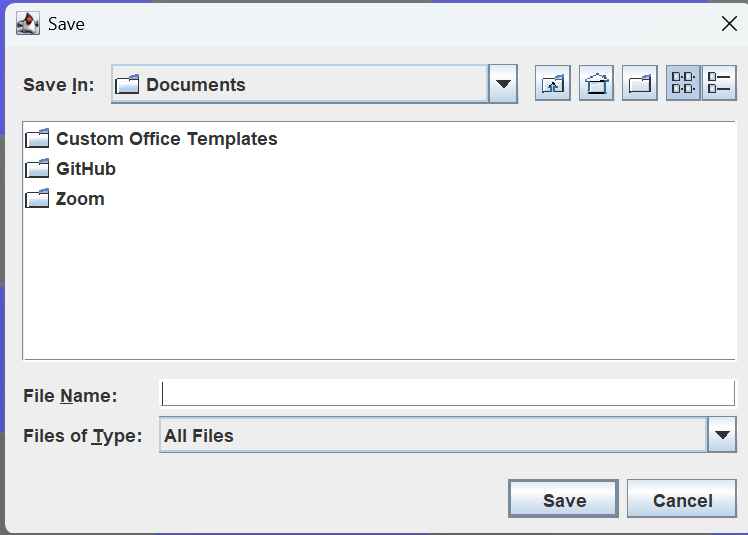 Save
Save In: Documents
Custom Office Templates
GitHub
Zoom
File Name:
Files of Type: All Files
Save Cancel